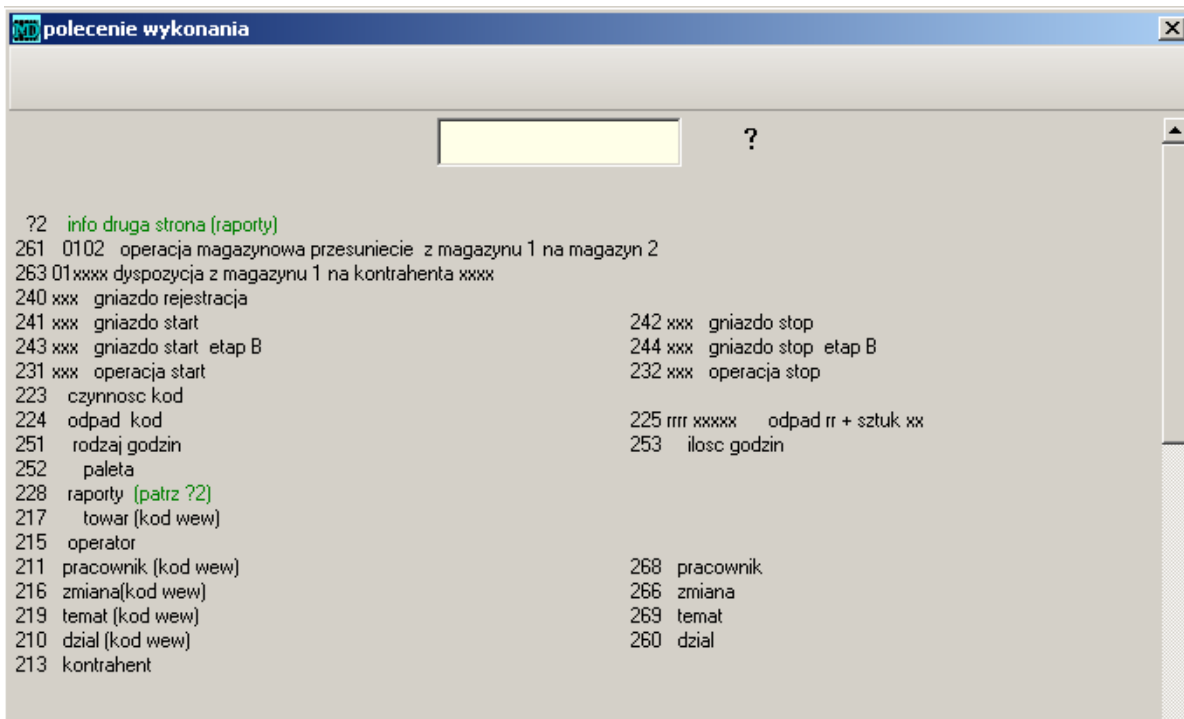 MD polecenie wykonania
?
?2 info druga strona (raporty)
261 0102 operacja magazynowa przesuniecie z magazynu 1 na magazyn 2
263 01xxxx dyspozycja z magazynu 1 na kontrahenta xxxx
240 xxx gniazdo rejestracja
241 xxx gniazdo start 242 xxx gniazdo stop
243 xxx gniazdo start etap B 244 xxx gniazdo stop etap B
231 xxx operacja start 232 xxx operacja stop
223 czynnosc kod
224 odpad kod 225 rrrr xxxxx odpad rr + sztuk xx
251 rodzaj godzin 253 ilosc godzin
252 paleta
228 raporty (patrz ?2)
217 towar (kod wew)
215 operator
211 pracownik (kod wew) 268 pracownik
216 zmiana(kod wew) 266 zmiana
219 temat (kod wew) 269 temat
210 dzial (kod wew) 260 dzial
213 kontrahent